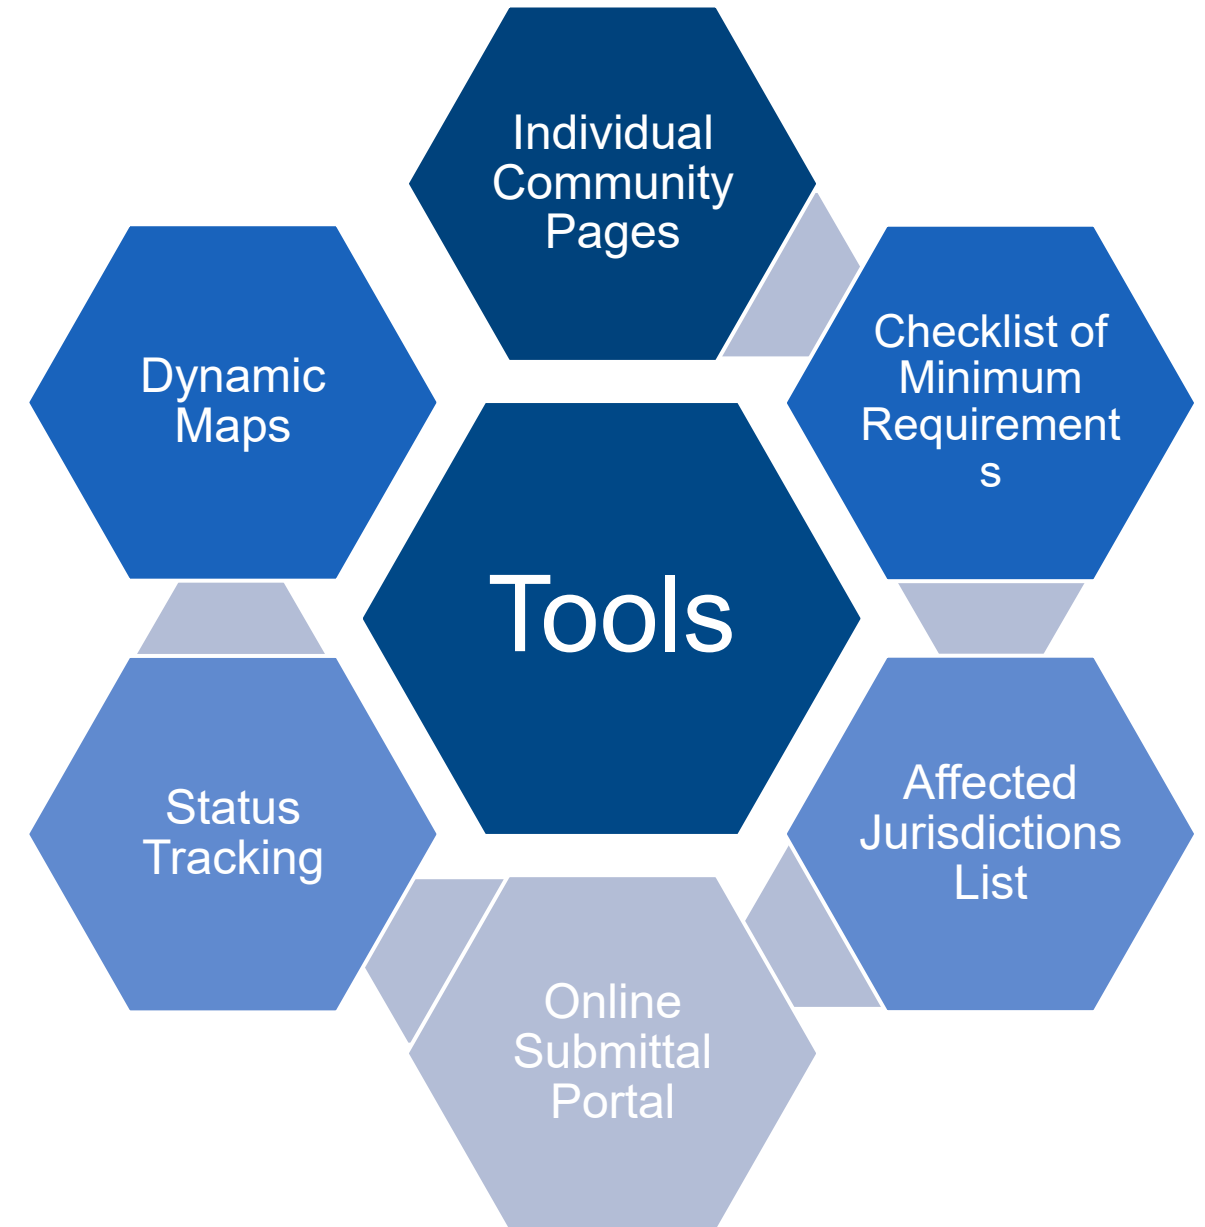 Individual
Community
Pages
Checklist of
Minimum
Requirement
s
Dynamic
Maps
Tools
Affected
Jurisdictions
List
Status
Tracking
Online
Submittal
Portal